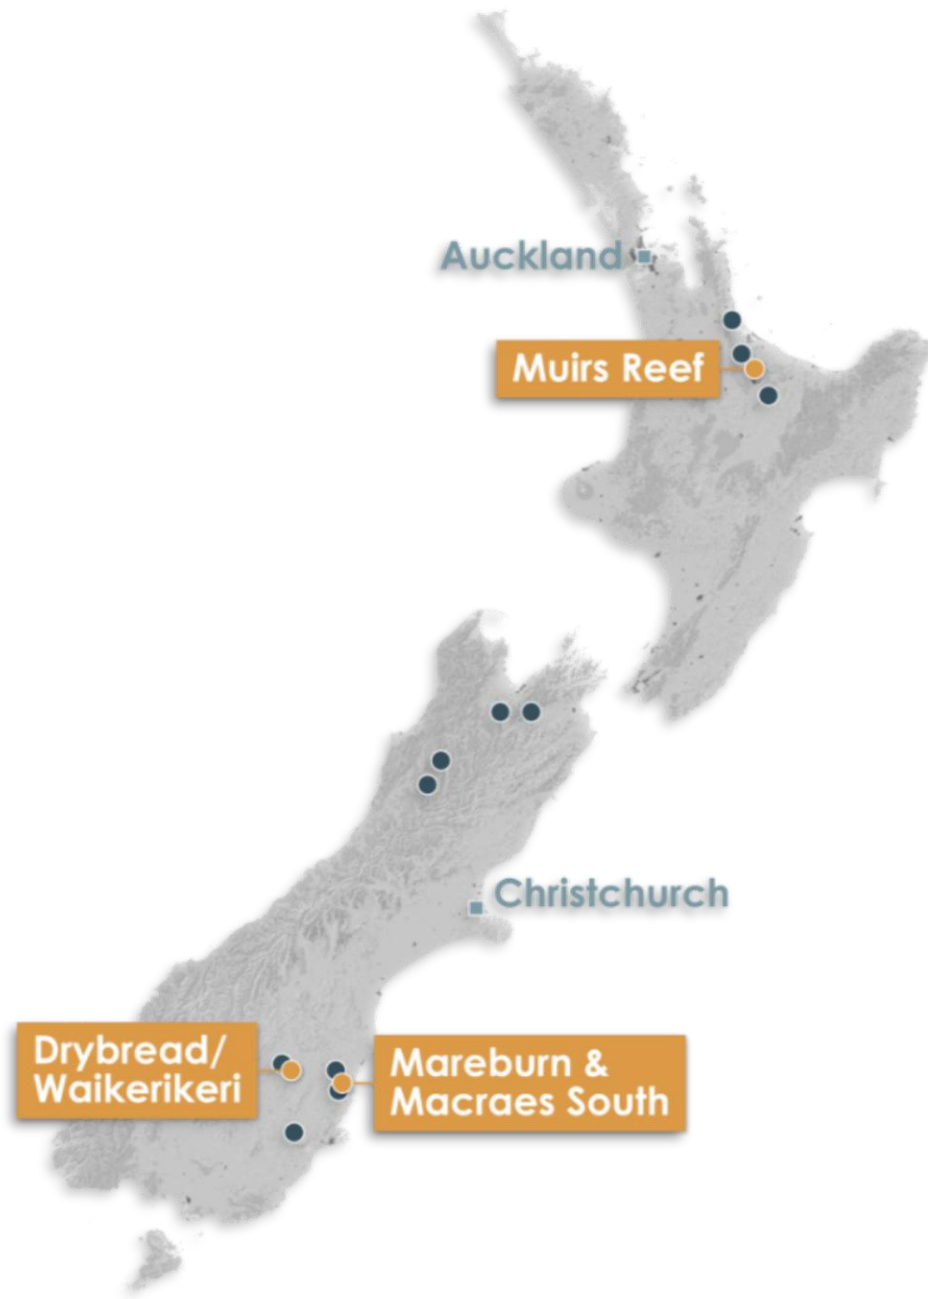 Auckland
Muirs Reef
Christchurch
Drybread/
Waikerikeri
Mareburn &
Macraes South